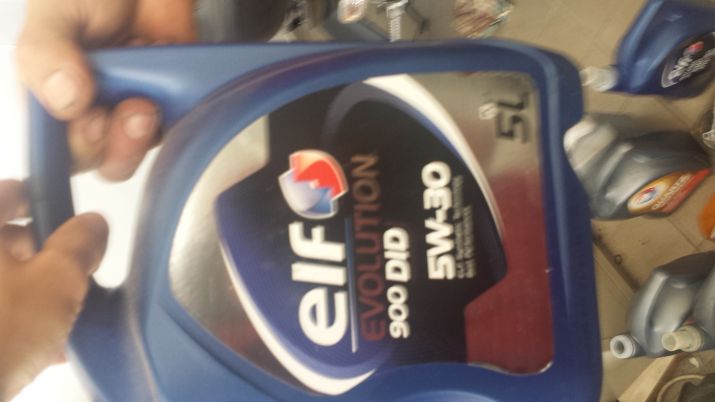 elf
EVOLUTION
900 DID
5W-30
5L